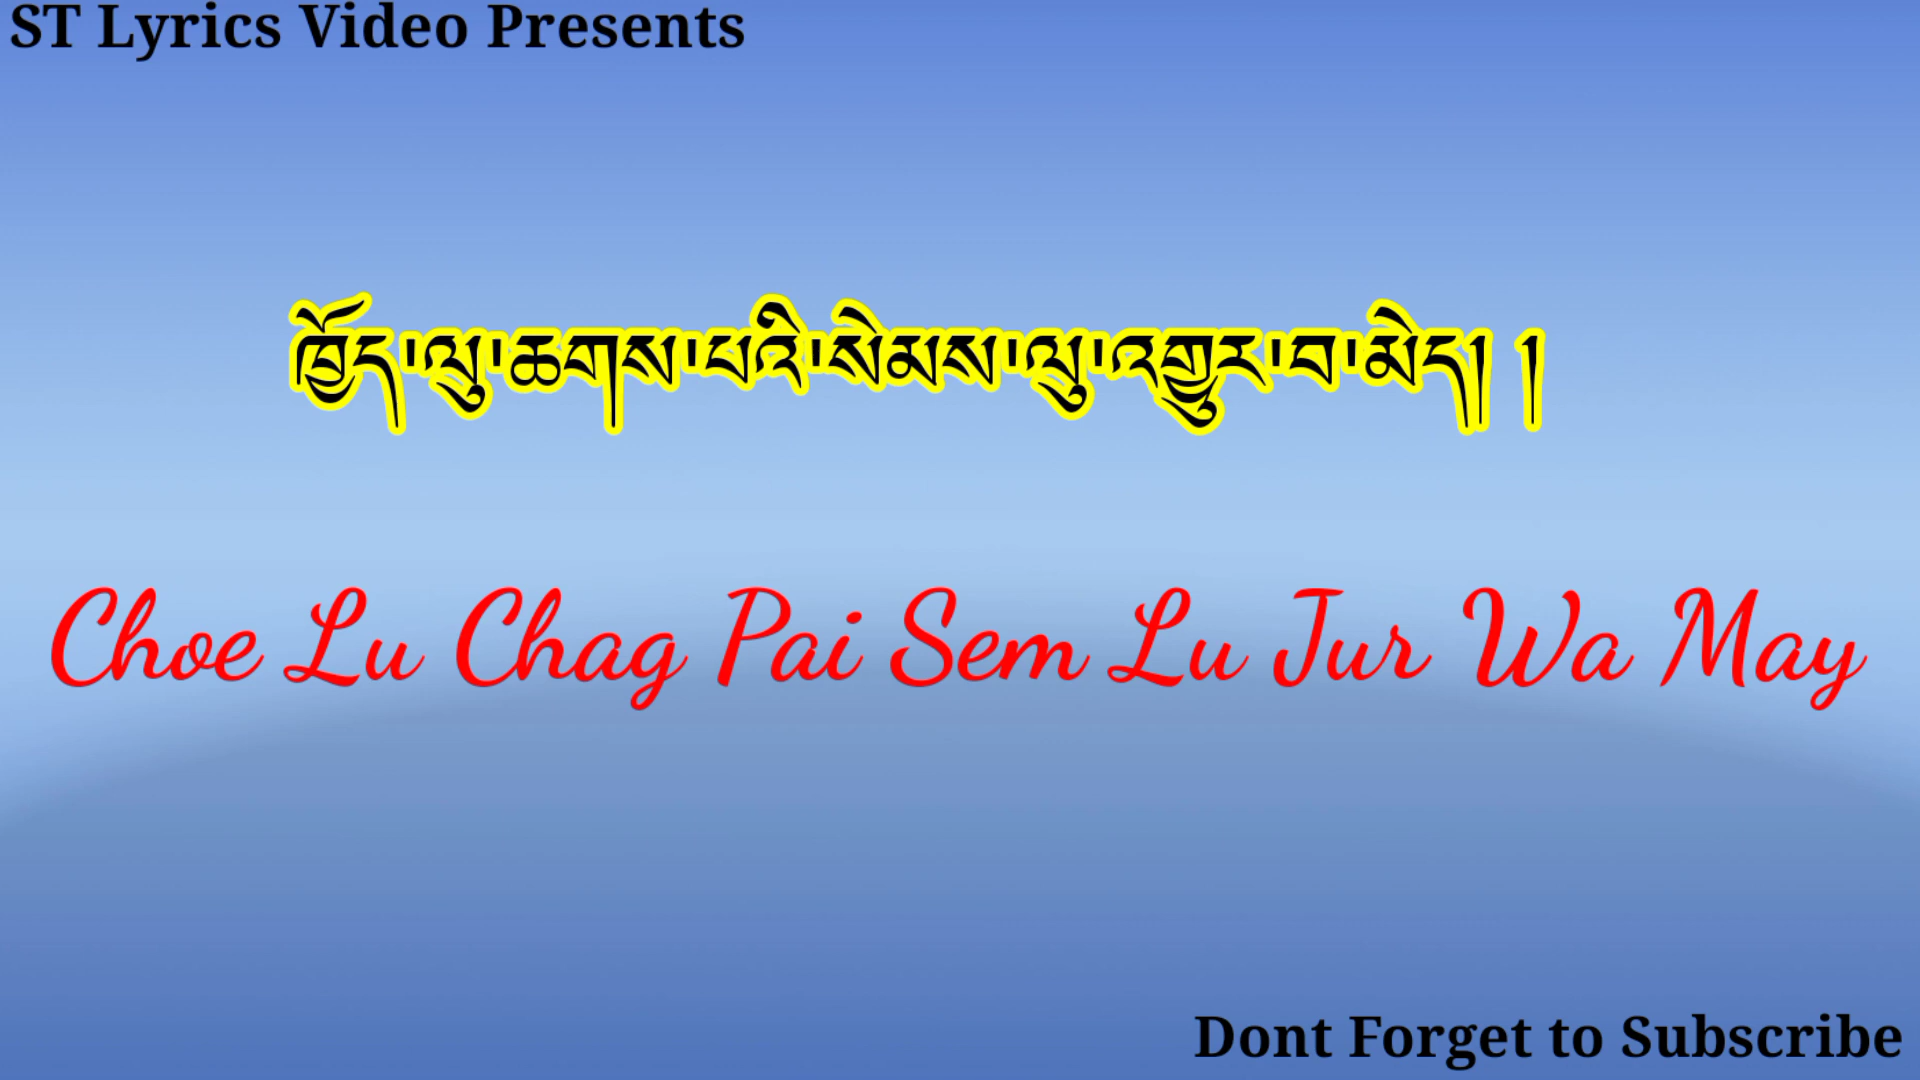 ST Lyrics Video Presents
ཁྱོད་ལུ་ཆགས་པའི་སེམས་ལུ་འགྱུར་བ་མེད། །
Choe Lu Chag Pai Sem Lu Jur Wa May
Dont Forget to Subscribe